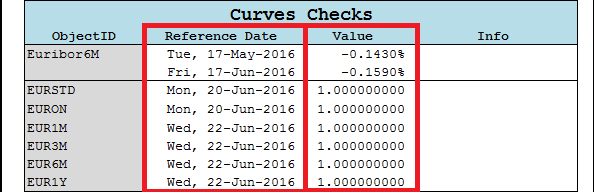 Curves Checks
ObjectID Reference Date Value Info
Euribor6M Tue, 17-May-2016 -0.1430%
Fri, 17-Jun-2016 -0.1590%
EURSTD Mon, 20-Jun-2016 1.000000000
EURON Mon, 20-Jun-2016 1.000000000
EUR1M Wed, 22-Jun-2016 1.000000000
EUR3M Wed, 22-Jun-2016 1.000000000
EUR6M Wed, 22-Jun-2016 1.000000000
EUR1Y Wed, 22-Jun-2016 1.000000000